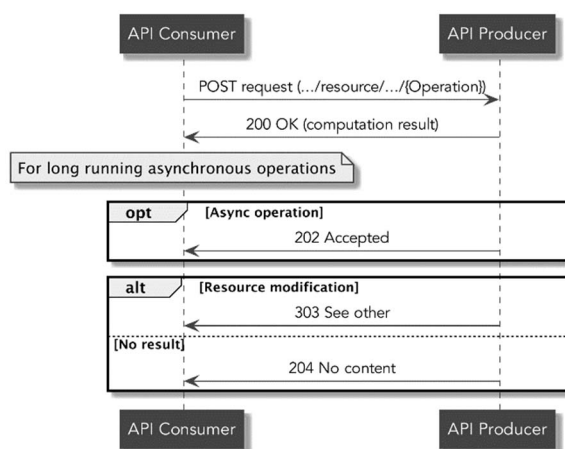 API Consumer
API Producer
POST request (.../resource/.../{Operation})
200 OK (computation result)
For long running asynchronous operations
opt
[Async operation]
202 Accepted
alt
[Resource modification]
303 See other
[No result]
204 No content
API Consumer
API Producer